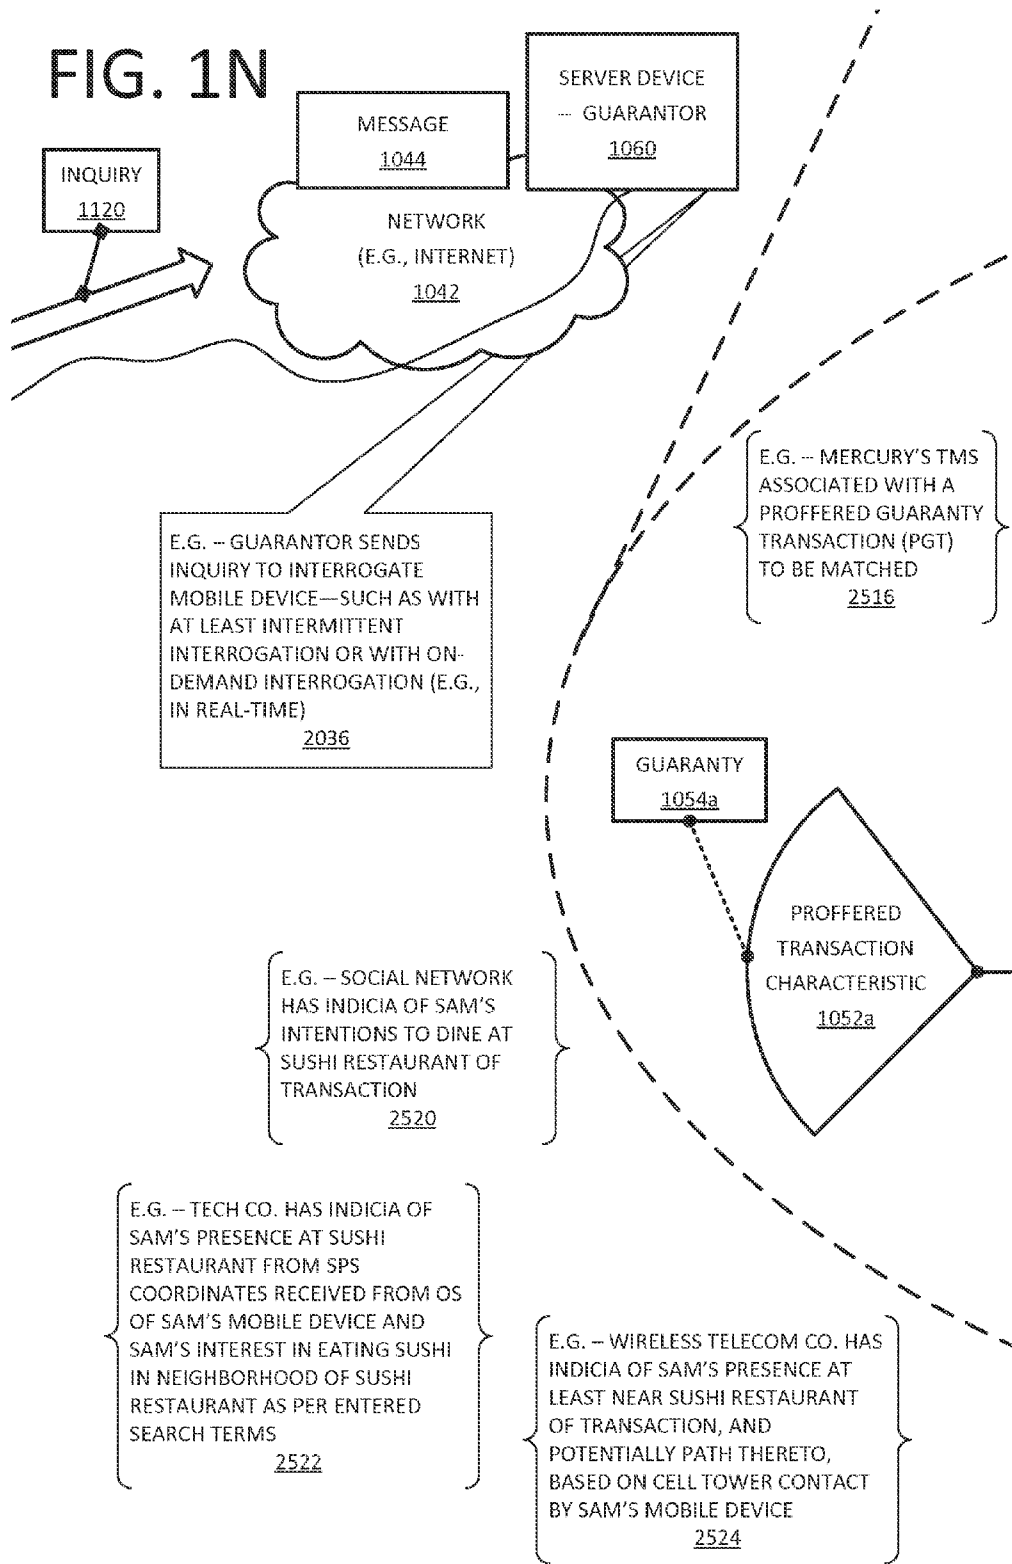 FIG. 1N
SERVER DEVICE
— GUARANTOR
1060
MESSAGE
1044
INQUIRY
1120
NETWORK
(E.G., INTERNET)
1042
E.G. – MERCURY'S TMS
ASSOCIATED WITH A
PROFFERED GUARANTY
TRANSACTION (PGT)
TO BE MATCHED
2516
E.G. – GUARANTOR SENDS
INQUIRY TO INTERROGATE
MOBILE DEVICE—SUCH AS WITH
AT LEAST INTERMITTENT
INTERROGATION OR WITH ON-
DEMAND INTERROGATION (E.G.,
IN REAL-TIME)
2036
GUARANTY
1054a
PROFFERED
TRANSACTION
CHARACTERISTIC
1052a
E.G. – SOCIAL NETWORK
HAS INDICIA OF SAM'S
INTENTIONS TO DINE AT
SUSHI RESTAURANT OF
TRANSACTION
2520
E.G. – TECH CO. HAS INDICIA OF
SAM'S PRESENCE AT SUSHI
RESTAURANT FROM SPS
COORDINATES RECEIVED FROM OS
OF SAM'S MOBILE DEVICE AND
SAM'S INTEREST IN EATING SUSHI
IN NEIGHBORHOOD OF SUSHI
RESTAURANT AS PER ENTERED
SEARCH TERMS
2522
E.G. – WIRELESS TELECOM CO. HAS
INDICIA OF SAM'S PRESENCE AT
LEAST NEAR SUSHI RESTAURANT
OF TRANSACTION, AND
POTENTIALLY PATH THERETO,
BASED ON CELL TOWER CONTACT
BY SAM'S MOBILE DEVICE
2524